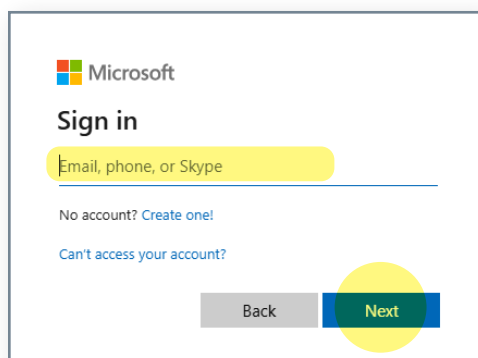 Microsoft
Sign in
Email, phone, or Skype
No account? Create one!
Can't access your account?
Back Next